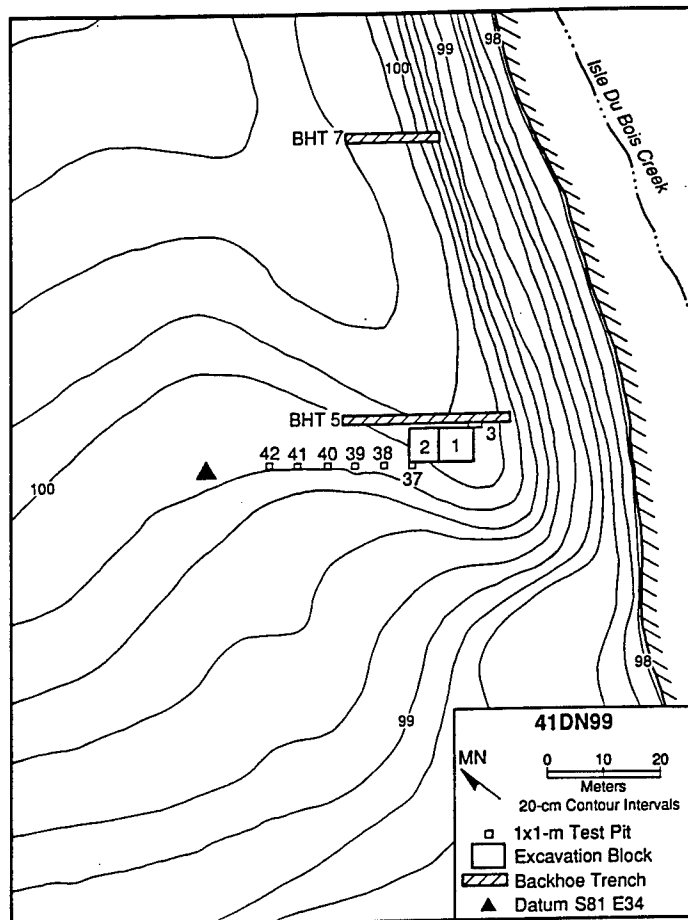 98
99
100
Isle Du Bois Creek
BHT 7
BHT 5
3
2 1
42 41 40 39 38
37
100
98
99
41DN99
MN
0 10 20
Meters
20-cm Contour Intervals
1x1-m Test Pit
Excavation Block
Backhoe Trench
Datum S81 E34